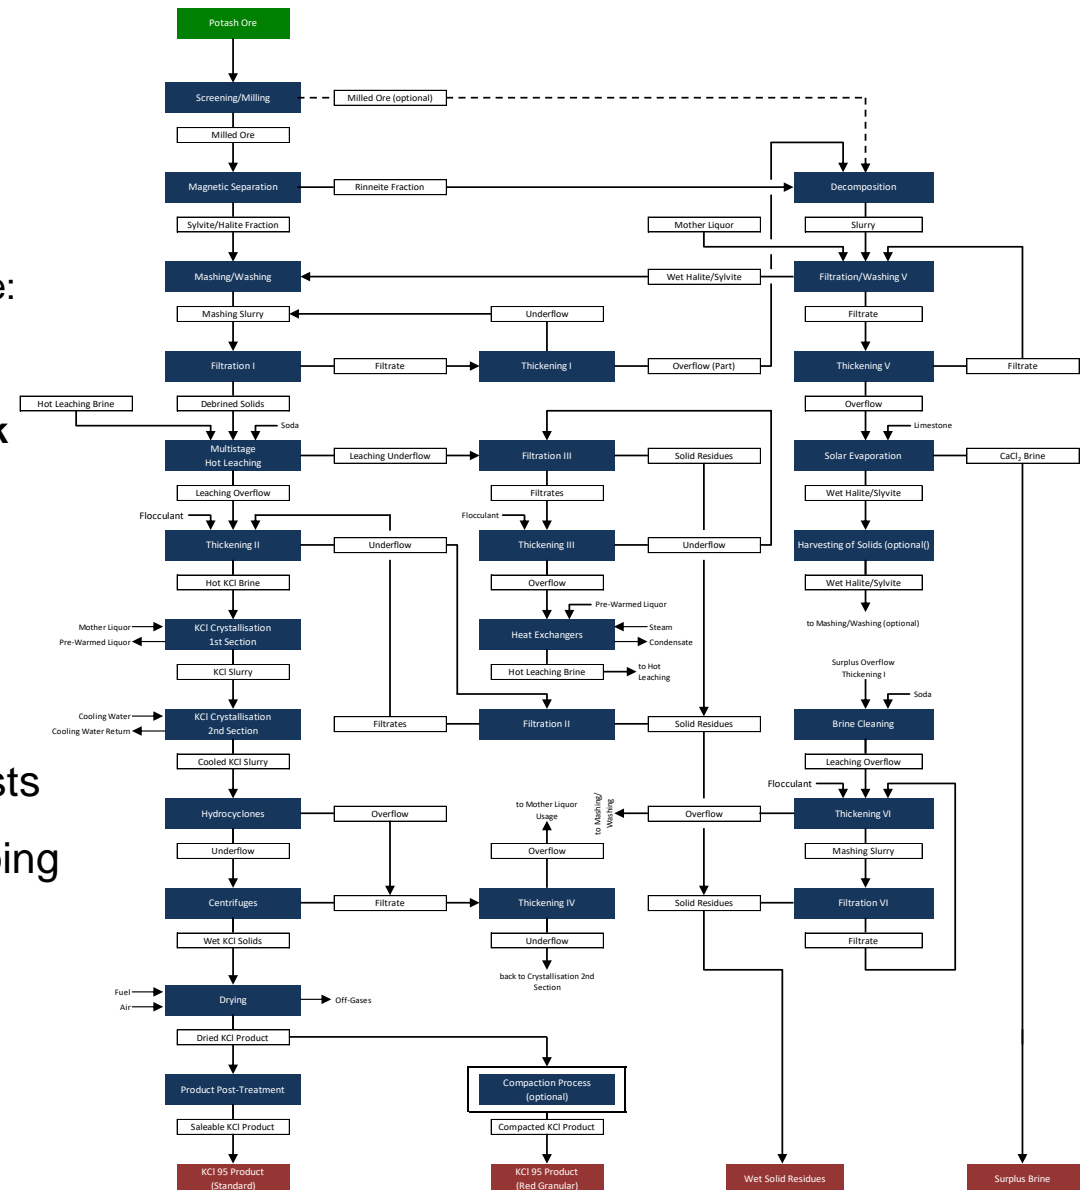 Potash Ore
Screening/Milling
Milled Ore (optional)
Milled Ore
Magnetic Separation
Rinneite Fraction
Decomposition
Sylvite/Halite Fraction
Mother Liquor
Slurry
Mashing/Washing
Wet Halite/Sylvite
Filtration/Washing V
e:
Mashing Slurry
Underflow
Filtrate
Filtration I
Filtrate
Thickening I
Overflow (Part)
Thickening V
Filtrate
Hot Leaching Brine
Debrined Solids
Overflow
Soda
Limestone
k
Multistage
Hot Leaching
Leaching Underflow
Filtration III
Solid Residues
Solar Evaporation
CaCl₂ Brine
Leaching Overflow
Filtrates
Wet Halite/Slyvite
Flocculant
Flocculant
Thickening II
Underflow
Thickening III
Underflow
Harvesting of Solids (optional()
Hot KCl Brine
Overflow
Wet Halite/Sylvite
Pre-Warmed Liquor
Mother Liquor
Pre-Warmed Liquor
KCl Crystallisation
1st Section
Heat Exchangers
Steam
Condensate
to Mashing/Washing (optional)
KCl Slurry
Hot Leaching Brine
to Hot
Leaching
Surplus Overflow
Thickening I
Soda
Cooling Water
Cooling Water Return
KCl Crystallisation
2nd Section
Filtrates
Filtration II
Solid Residues
Brine Cleaning
Cooled KCl Slurry
Leaching Overflow
sts
Flocculant
Hydrocyclones
Overflow
to Mother Liquor
Usage
to Mashing/
Washing
Overflow
Thickening VI
ping
Underflow
Overflow
Mashing Slurry
Centrifuges
Filtrate
Thickening IV
Solid Residues
Filtration VI
Wet KCl Solids
Underflow
Filtrate
back to Crystallisation 2nd
Section
Fuel
Air
Drying
Off-Gases
Dried KCl Product
Product Post-Treatment
Compaction Process
(optional)
Saleable KCl Product
Compacted KCl Product
KCl 95 Product
(Standard)
KCl 95 Product
(Red Granular)
Wet Solid Residues
Surplus Brine